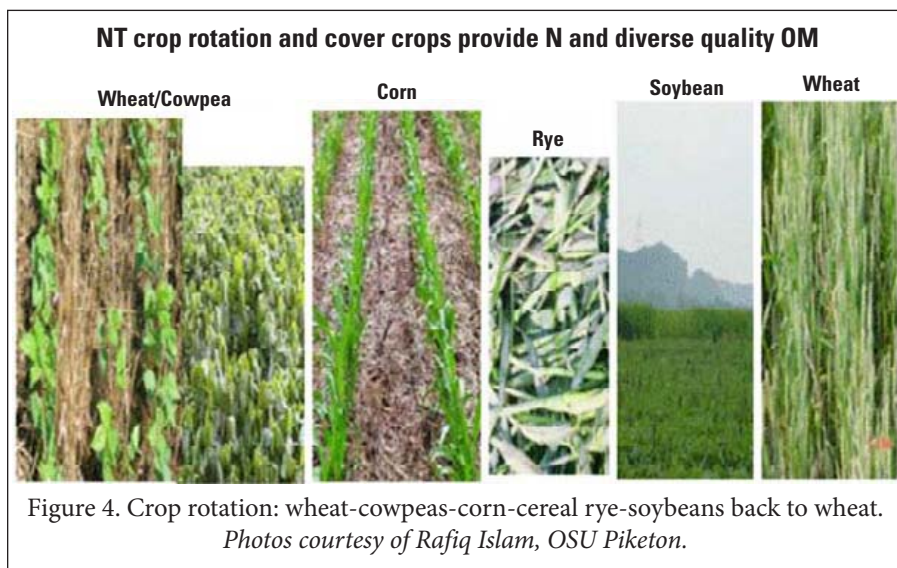 NT crop rotation and cover crops provide N and diverse quality OM
Wheat/Cowpea
Corn
Rye
Soybean
Wheat
Figure 4. Crop rotation: wheat-cowpeas-corn-cereal rye-soybeans back to wheat.
Photos courtesy of Rafiq Islam, OSU Piketon.